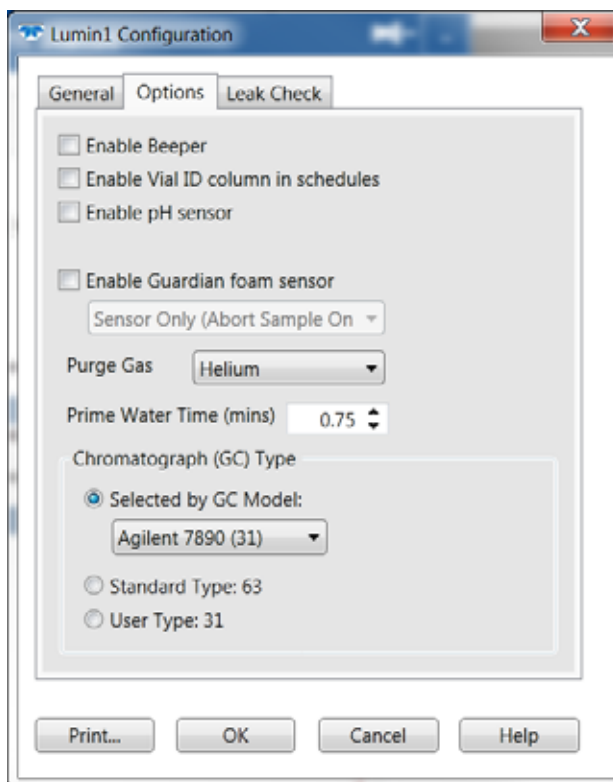 Lumin1 Configuration
General Options Leak Check
Enable Beeper
Enable Vial ID column in schedules
Enable pH sensor
Enable Guardian foam sensor
Sensor Only (Abort Sample On
Purge Gas Helium
Prime Water Time (mins) 0.75
Chromatograph (GC) Type
Selected by GC Model:
Agilent 7890 (31)
Standard Type: 63
User Type: 31
Print... OK Cancel Help